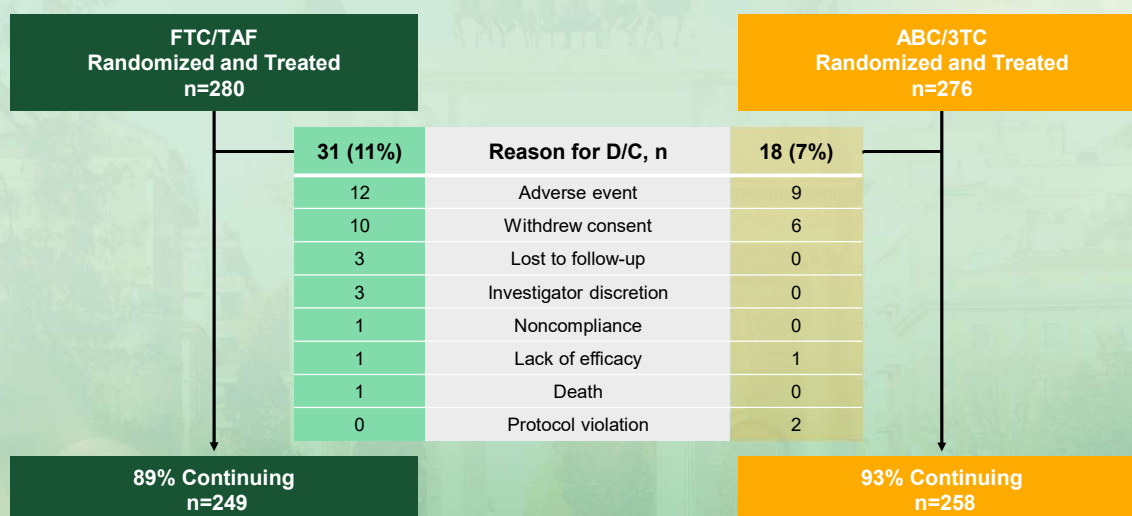 FTC/TAF
Randomized and Treated
n=280
ABC/3TC
Randomized and Treated
n=276
31 (11%) Reason for D/C, n 18 (7%)
12 Adverse event 9
10 Withdrew consent 6
3 Lost to follow-up 0
3 Investigator discretion 0
1 Noncompliance 0
1 Lack of efficacy 1
1 Death 0
0 Protocol violation 2
89% Continuing
n=249
93% Continuing
n=258